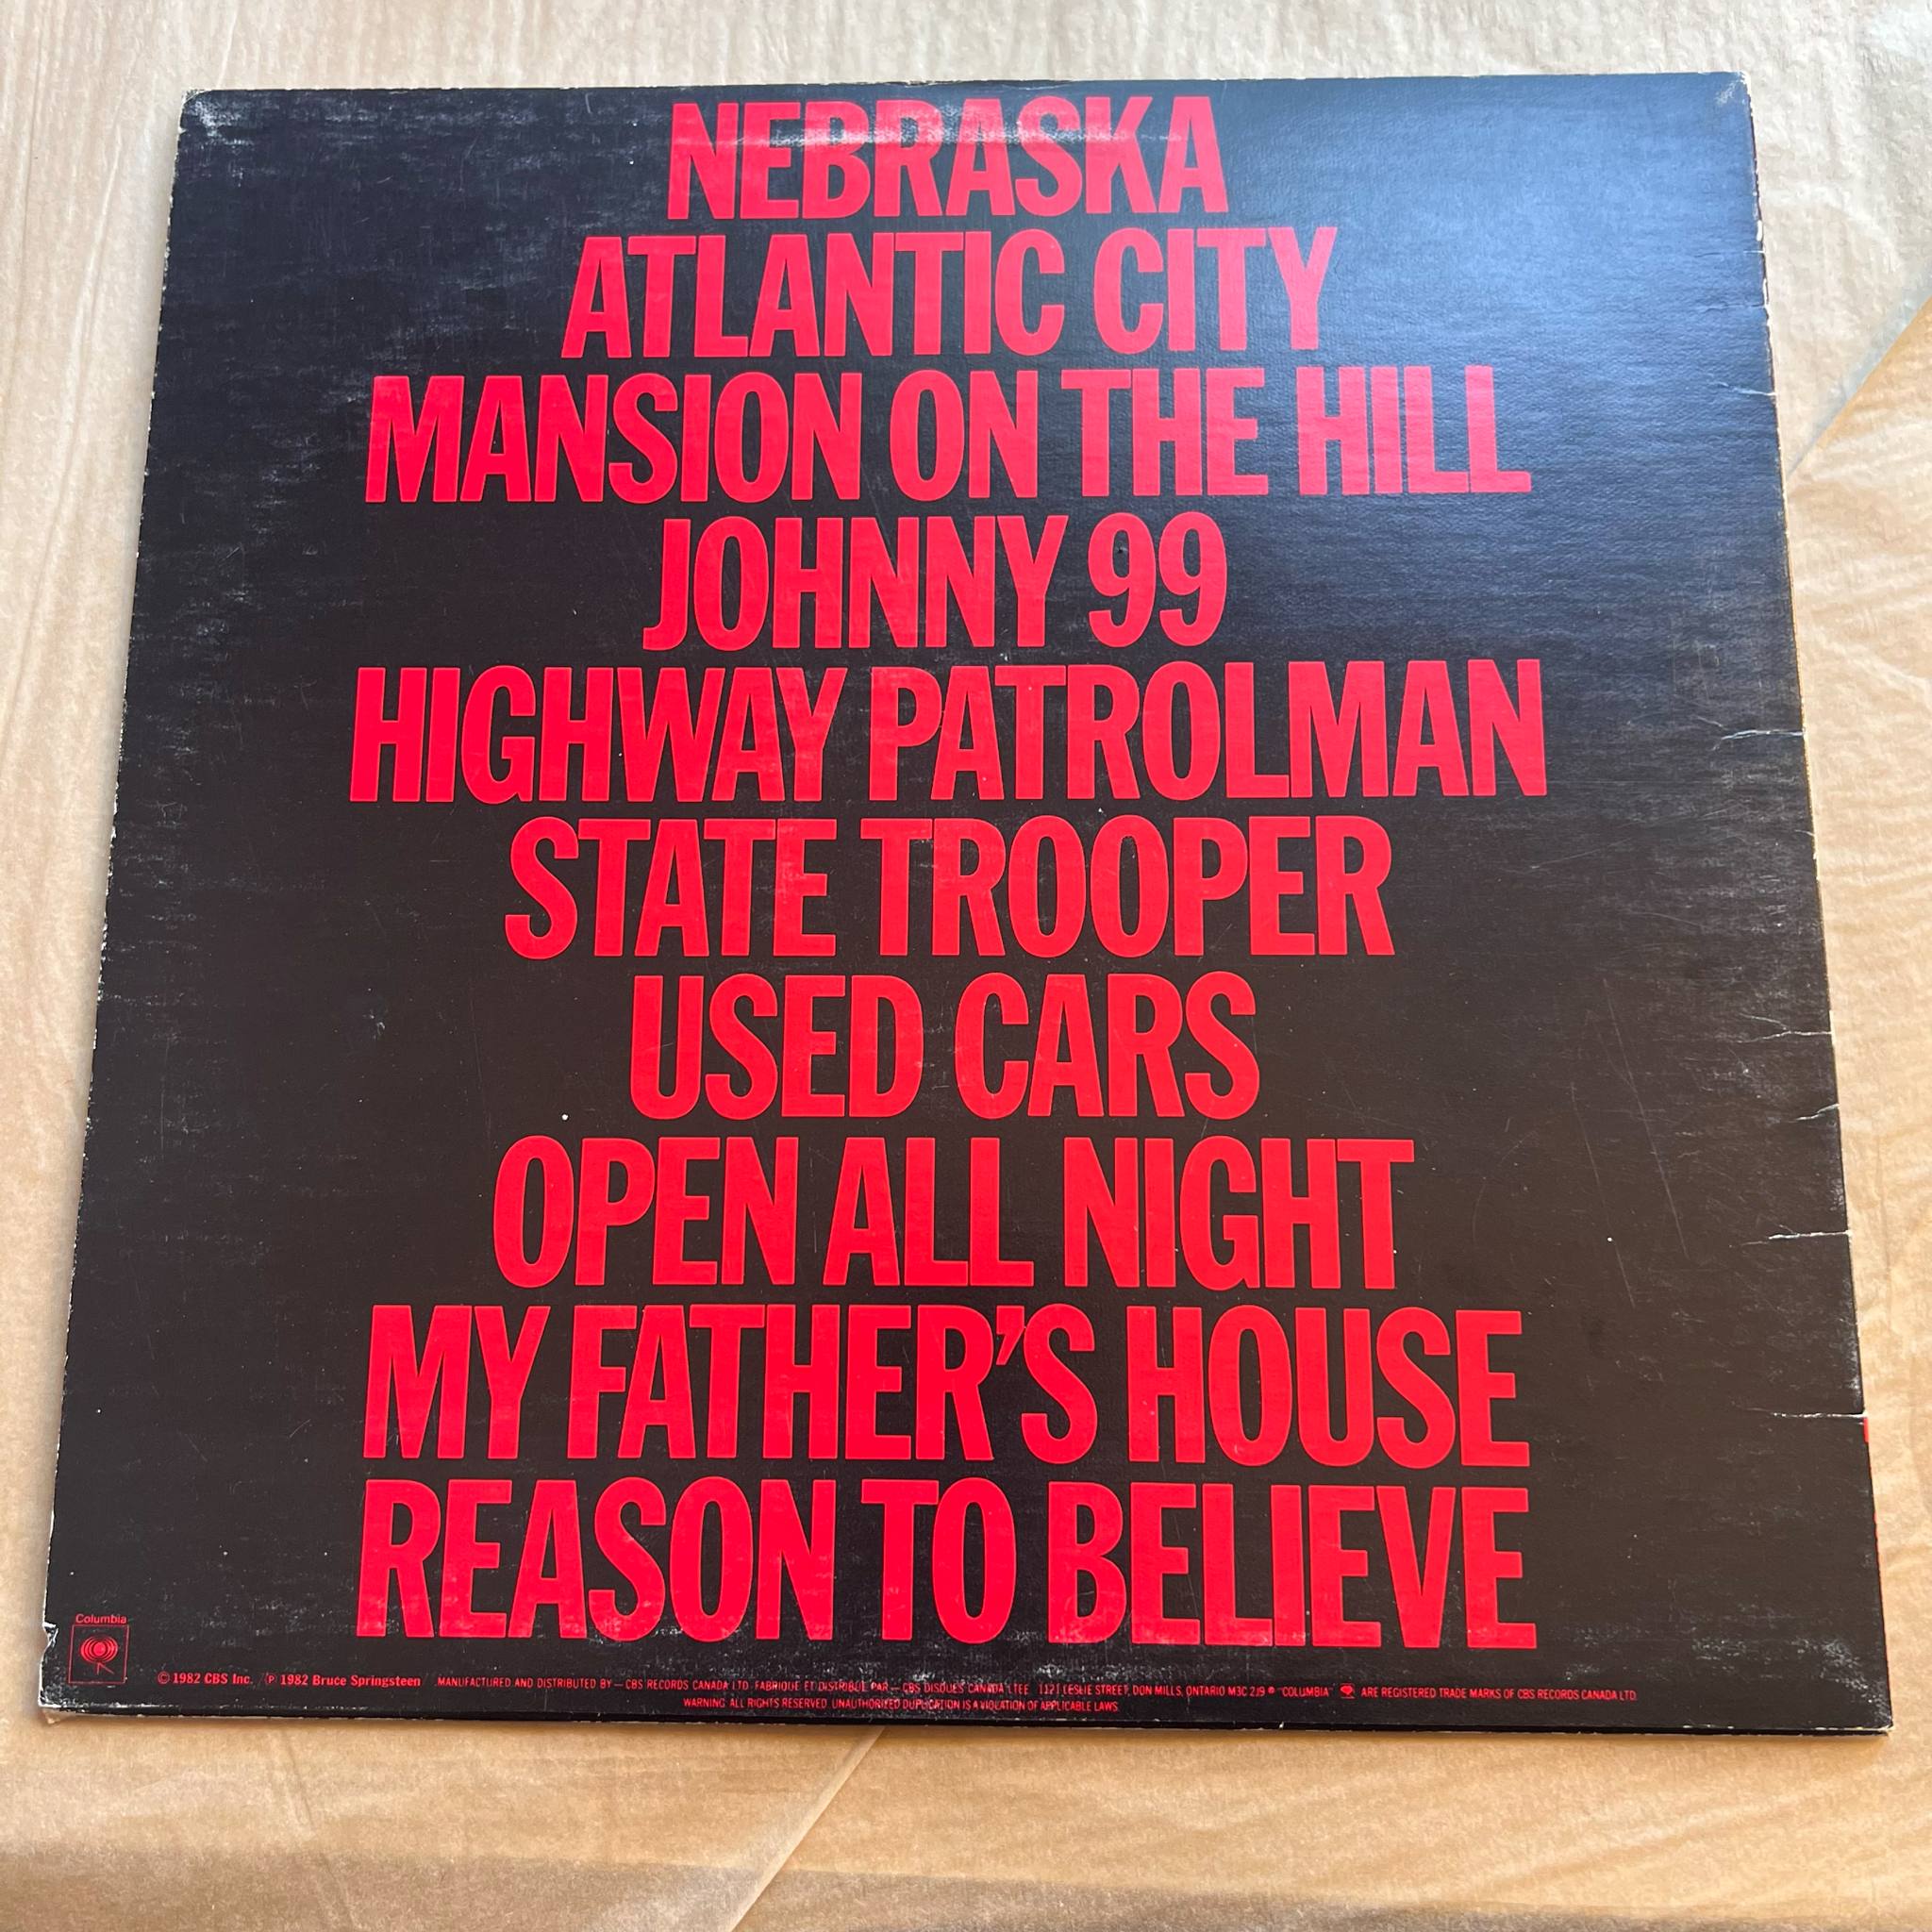 NEBRASKA
ATLANTIC CITY
MANSION ON THE HILL
JOHNNY 99
HIGHWAY PATROLMAN
STATE TROOPER
USED CARS
OPEN ALL NIGHT
MY FATHER'S HOUSE
REASON TO BELIEVE
Columbia
© 1982 CBS Inc. ℗ 1982 Bruce Springsteen MANUFACTURED AND DISTRIBUTED BY — CBS RECORDS CANADA LTD. FABRIQUE ET DISTRIBUE PAR — CBS DISQUES CANADA LTEE. 1121 LESLIE STREET, DON MILLS, ONTARIO M3C 2J9 ® "COLUMBIA" ARE REGISTERED TRADE MARKS OF CBS RECORDS CANADA LTD.
WARNING: ALL RIGHTS RESERVED. UNAUTHORIZED DUPLICATION IS A VIOLATION OF APPLICABLE LAWS.